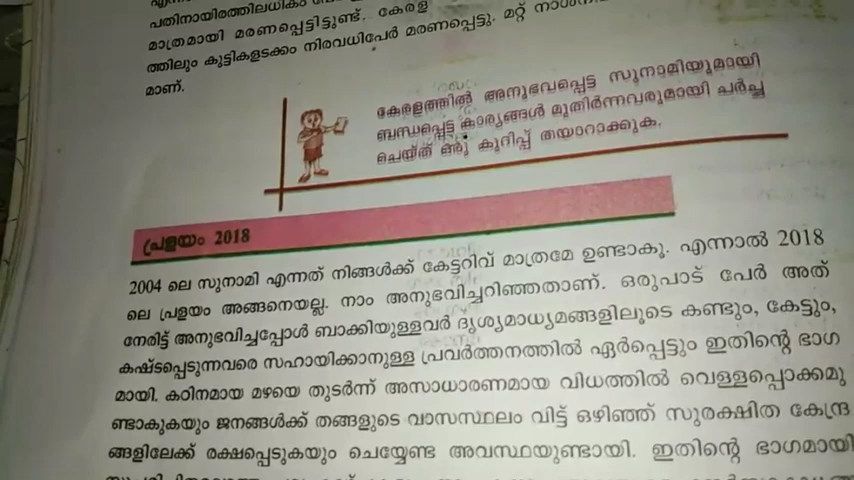 പതിനായിരത്തിലധികം
മാത്രമായി മരണപ്പെട്ടിട്ടുണ്ട്. കേരള
ത്തിലും കുട്ടികളടക്കം നിരവധിപേർ മരണപ്പെട്ടു. മറ്റ്
മാണ്.
കേരളത്തിൽ അനുഭവപ്പെട്ട സുനാമിയുമായി
ബന്ധപ്പെട്ട കാര്യങ്ങൾ മുതിർന്നവരുമായി ചർച്ച
ചെയ്ത് ഒരു കുറിപ്പ് തയാറാക്കുക.
പ്രളയം 2018
2004 ലെ സുനാമി എന്നത് നിങ്ങൾക്ക് കേട്ടറിവ് മാത്രമേ ഉണ്ടാകൂ. എന്നാൽ 2018
ലെ പ്രളയം അങ്ങനെയല്ല. നാം അനുഭവിച്ചറിഞ്ഞതാണ്. ഒരുപാട് പേർ അത്
നേരിട്ട് അനുഭവിച്ചപ്പോൾ ബാക്കിയുള്ളവർ ദൃശ്യമാധ്യമങ്ങളിലൂടെ കണ്ടും, കേട്ടും,
കഷ്ടപ്പെടുന്നവരെ സഹായിക്കാനുള്ള പ്രവർത്തനത്തിൽ ഏർപ്പെട്ടും ഇതിന്റെ ഭാഗ
മായി. കഠിനമായ മഴയെ തുടർന്ന് അസാധാരണമായ വിധത്തിൽ വെള്ളപ്പൊക്കമു
ണ്ടാകുകയും ജനങ്ങൾക്ക് തങ്ങളുടെ വാസസ്ഥലം വിട്ട് ഒഴിഞ്ഞ് സുരക്ഷിത കേന്ദ്ര
ങ്ങളിലേക്ക് രക്ഷപ്പെടുകയും ചെയ്യേണ്ട അവസ്ഥയുണ്ടായി. ഇതിന്റെ ഭാഗമായി